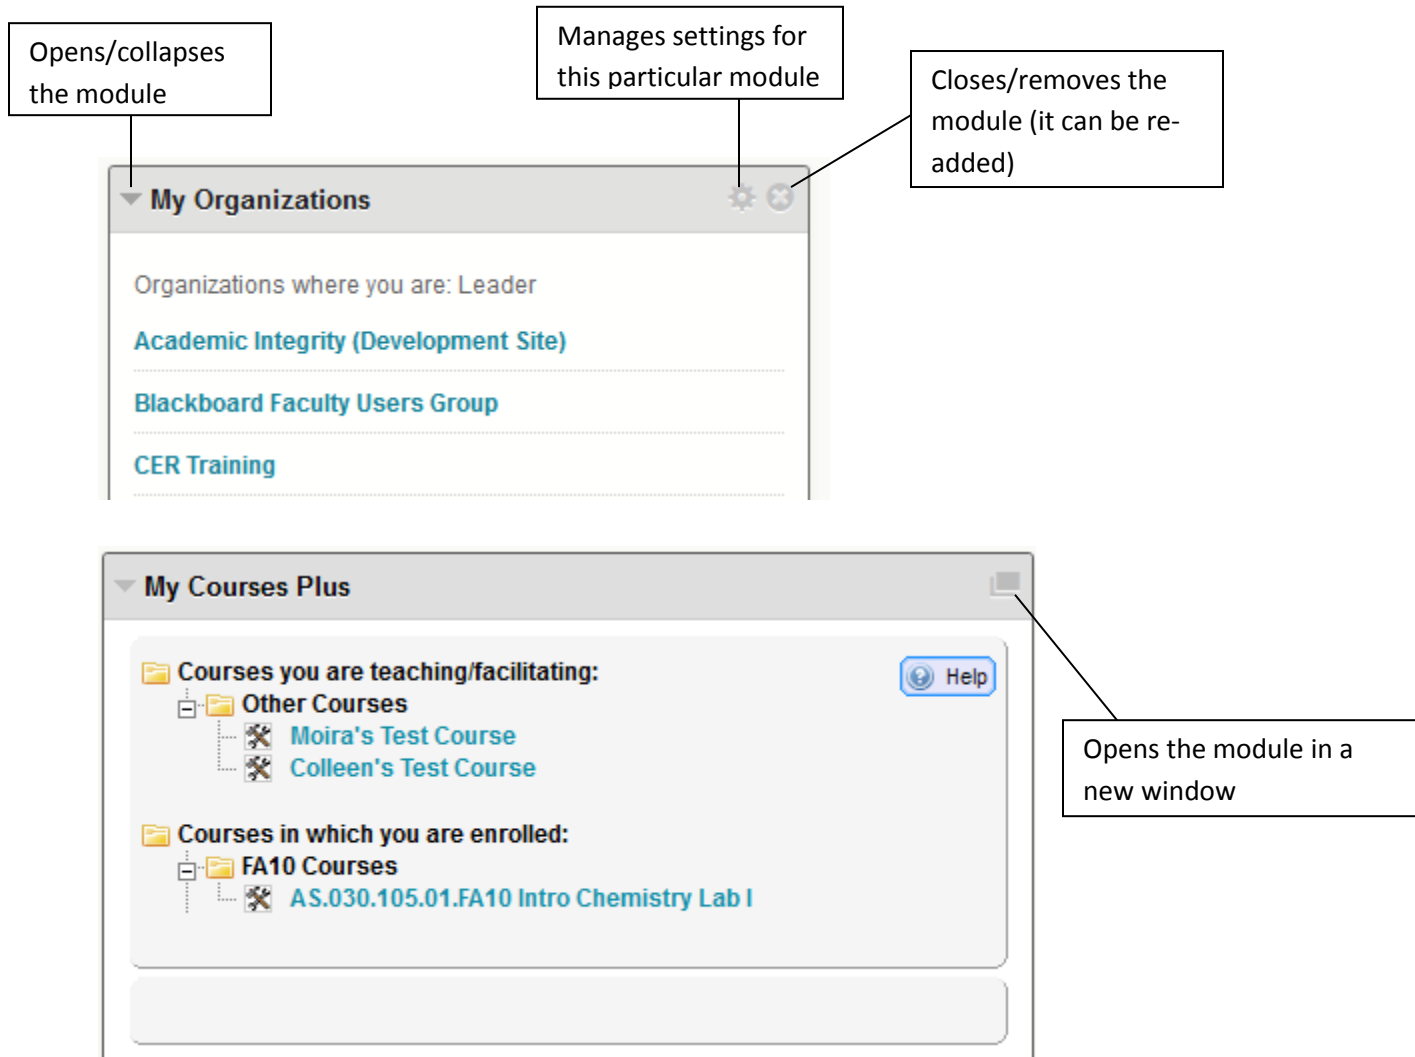 Opens/collapses
the module
Manages settings for
this particular module
Closes/removes the
module (it can be re-
added)
My Organizations
Organizations where you are: Leader
Academic Integrity (Development Site)
Blackboard Faculty Users Group
CER Training
My Courses Plus
Courses you are teaching/facilitating:
Help
Other Courses
Moira's Test Course
Colleen's Test Course
Opens the module in a
new window
Courses in which you are enrolled:
FA10 Courses
AS.030.105.01.FA10 Intro Chemistry Lab I